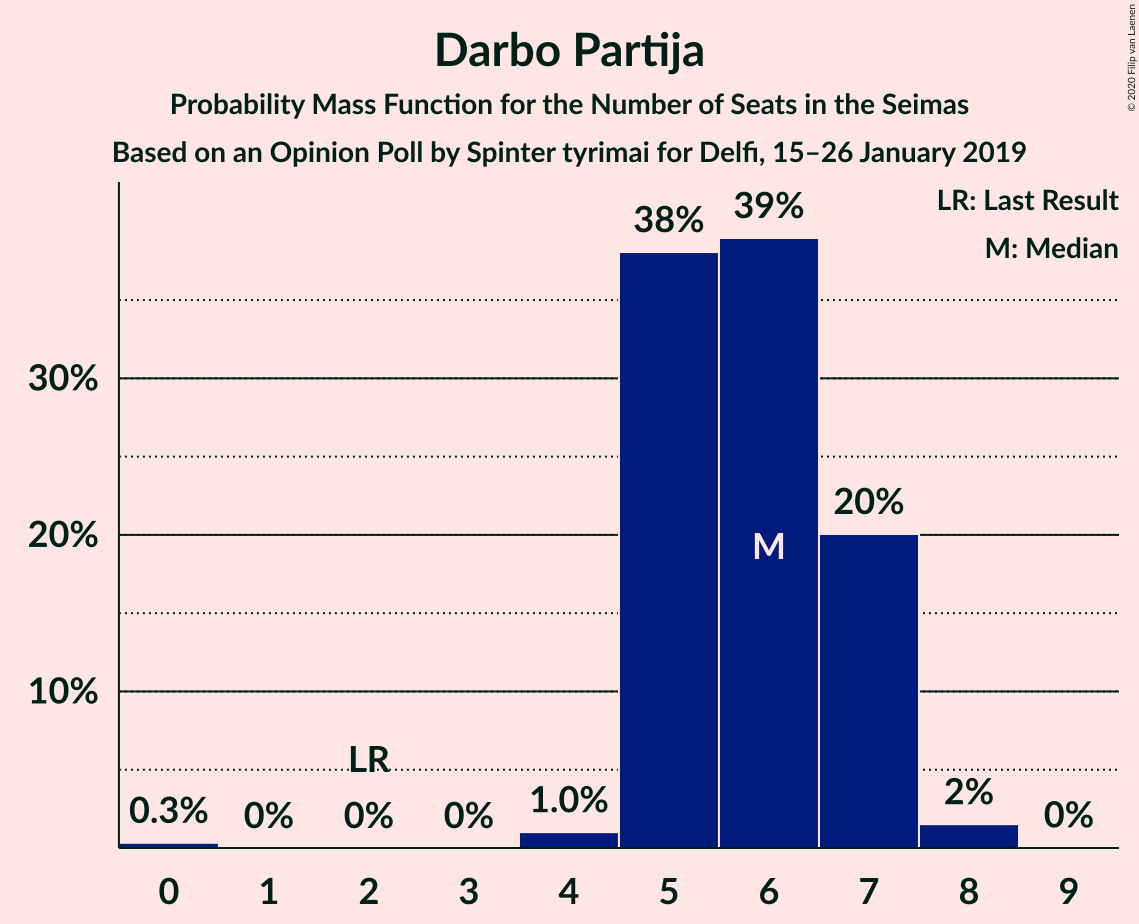 Darbo Partija
Probability Mass Function for the Number of Seats in the Seimas
Based on an Opinion Poll by Spinter tyrimai for Delfi, 15–26 January 2019
© 2020 Filip van Laenen
LR: Last Result
M: Median
38%
39%
30%
20%
20%
M
10%
LR
0.3%
0%
0%
0%
1.0%
2%
0%
0 1 2 3 4 5 6 7 8 9